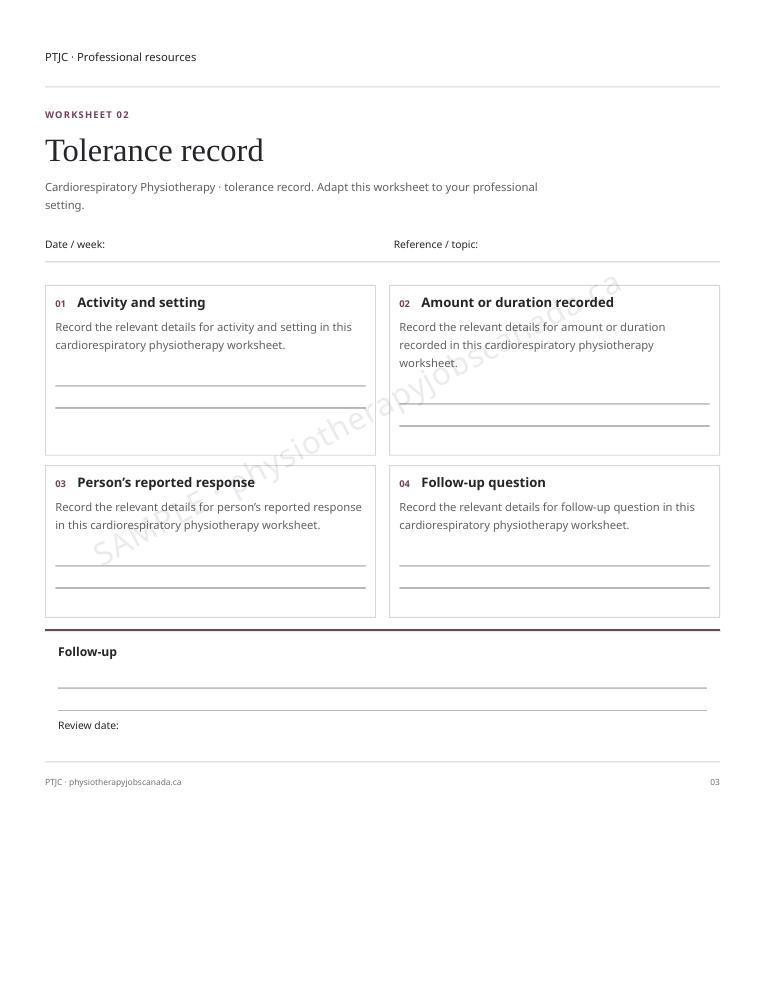 PTJC · Professional resources
WORKSHEET 02
Tolerance record
Cardiorespiratory Physiotherapy · tolerance record. Adapt this worksheet to your professional
setting.
Date / week:
Reference / topic:
01 Activity and setting
Record the relevant details for activity and setting in this
cardiorespiratory physiotherapy worksheet.
02 Amount or duration recorded
Record the relevant details for amount or duration
recorded in this cardiorespiratory physiotherapy
worksheet.
03 Person’s reported response
Record the relevant details for person’s reported response
in this cardiorespiratory physiotherapy worksheet.
04 Follow-up question
Record the relevant details for follow-up question in this
cardiorespiratory physiotherapy worksheet.
SAMPLE · physiotherapyjobscanada.ca
Follow-up
Review date:
PTJC · physiotherapyjobscanada.ca
03